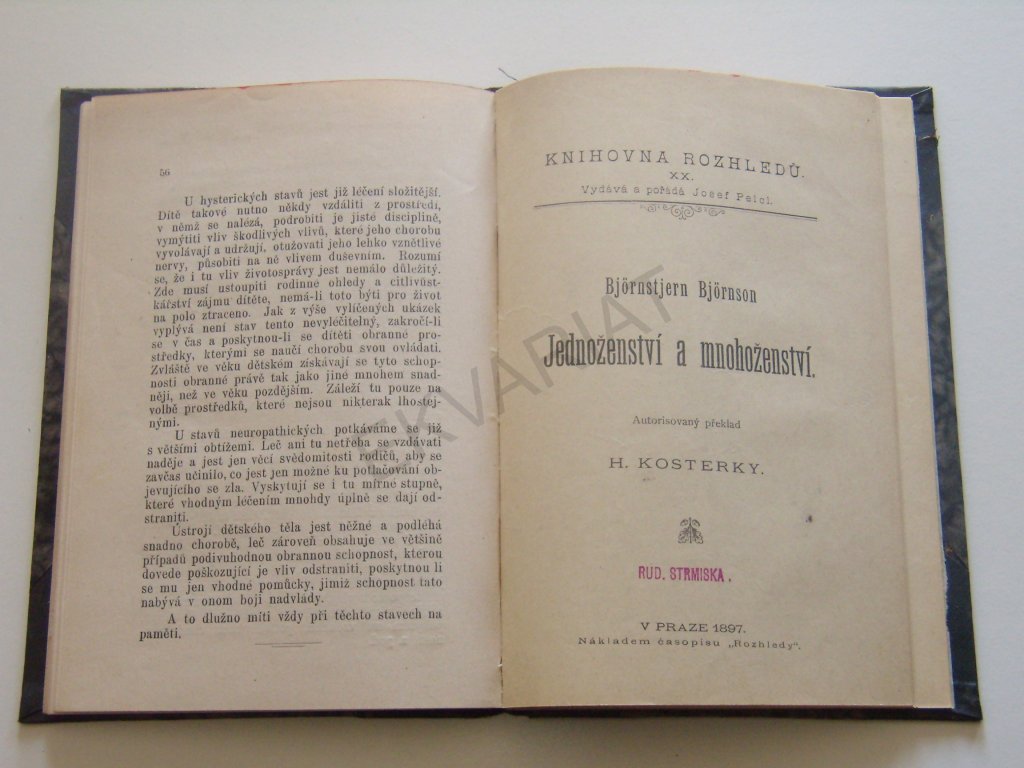 56
U hysterických stavů jest již léčení složitější.
Dítě takové nutno někdy vzdáliti z prostředí,
v němž se nalézá, podrobiti je jisté disciplině,
vymýtiti vliv škodlivých vlivů, které jeho chorobu
vyvolávají a udržují, otužovati jeho lehko vznětlivé
nervy, působiti na ně vlivem duševním. Rozumí
se, že i tu vliv životosprávy jest nemálo důležitý.
Zde musí ustoupiti rodinné ohledy a citlivůst-
kářství zájmu dítěte, nemá-li toto býti pro život
na polo ztraceno. Jak z výše vylíčených ukázek
vyplývá není stav tento nevyléčitelný, zakročí-li
se v čas a poskytnou-li se dítěti obranné pro-
středky, kterými se naučí chorobu svou ovládati.
Zvláště ve věku dětském získávají se tyto schop-
nosti obranné právě tak jako jiné mnohem snad-
něji, než ve věku pozdějším. Záleží tu pouze na
volbě prostředků, které nejsou nikterak lhostej-
nými.
U stavů neuropathických potkáváme se již
s většími obtížemi. Leč ani tu netřeba se vzdávati
naděje a jest jen věcí svědomitosti rodičů, aby se
zavčas učinilo, co jest jen možné ku potlačování ob-
jevujícího se zla. Vyskytují se i tu mírné stupně,
které vhodným léčením mnohdy úplně se dají od-
straniti.
Ústrojí dětského těla jest něžné a podléhá
snadno chorobě, leč zároveň obsahuje ve většině
případů podivuhodnou obrannou schopnost, kterou
dovede poškozující je vliv odstraniti, poskytnou li
se mu jen vhodné pomůcky, jimiž schopnost tato
nabývá v onom boji nadvlády.
A to dlužno míti vždy při těchto stavech na
paměti.
KNIHOVNA ROZHLEDŮ.
XX.
Vydává a pořádá Josef Pelcl.
Björnstjern Björnson
Jednoženství a mnohoženství.
Autorisovaný překlad
H. KOSTERKY.
RUD. STRMISKA.
V PRAZE 1897.
Nákladem časopisu „Rozhledy“.